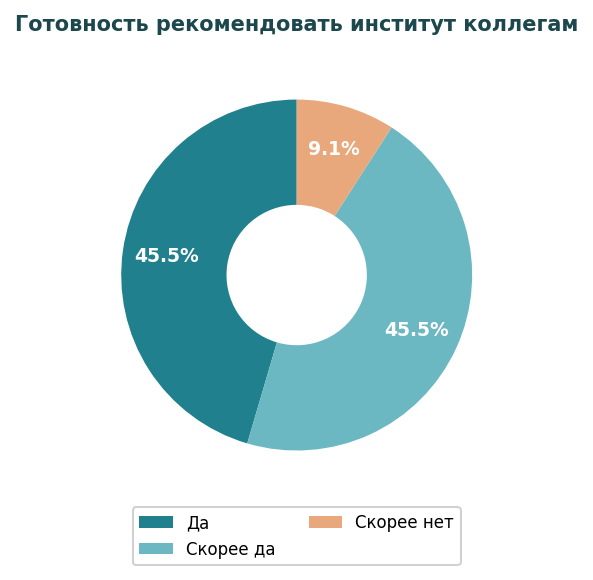 Готовность рекомендовать институт коллегам
9.1%
45.5%
45.5%
Да
Скорее да
Скорее нет